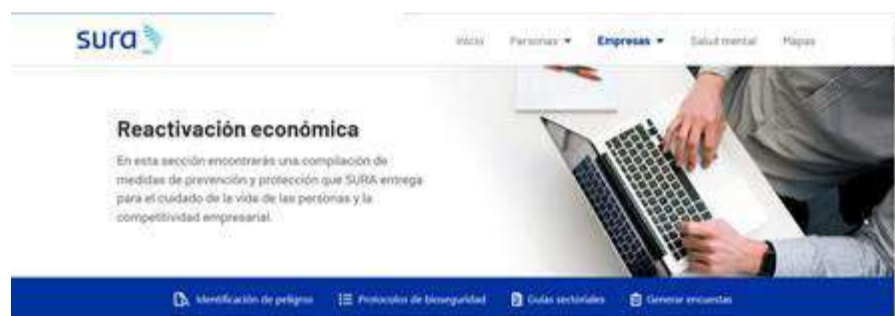 sura
Inicio Personas Empresas Salud mental Mapas
Reactivación económica
En esta sección encontrarás una compilación de
medidas de prevención y protección que SURA entrega
para el cuidado de la vida de las personas y la
competitividad empresarial.
Identificación de peligros Protocolos de bioseguridad Guías sectoriales Generar encuestas